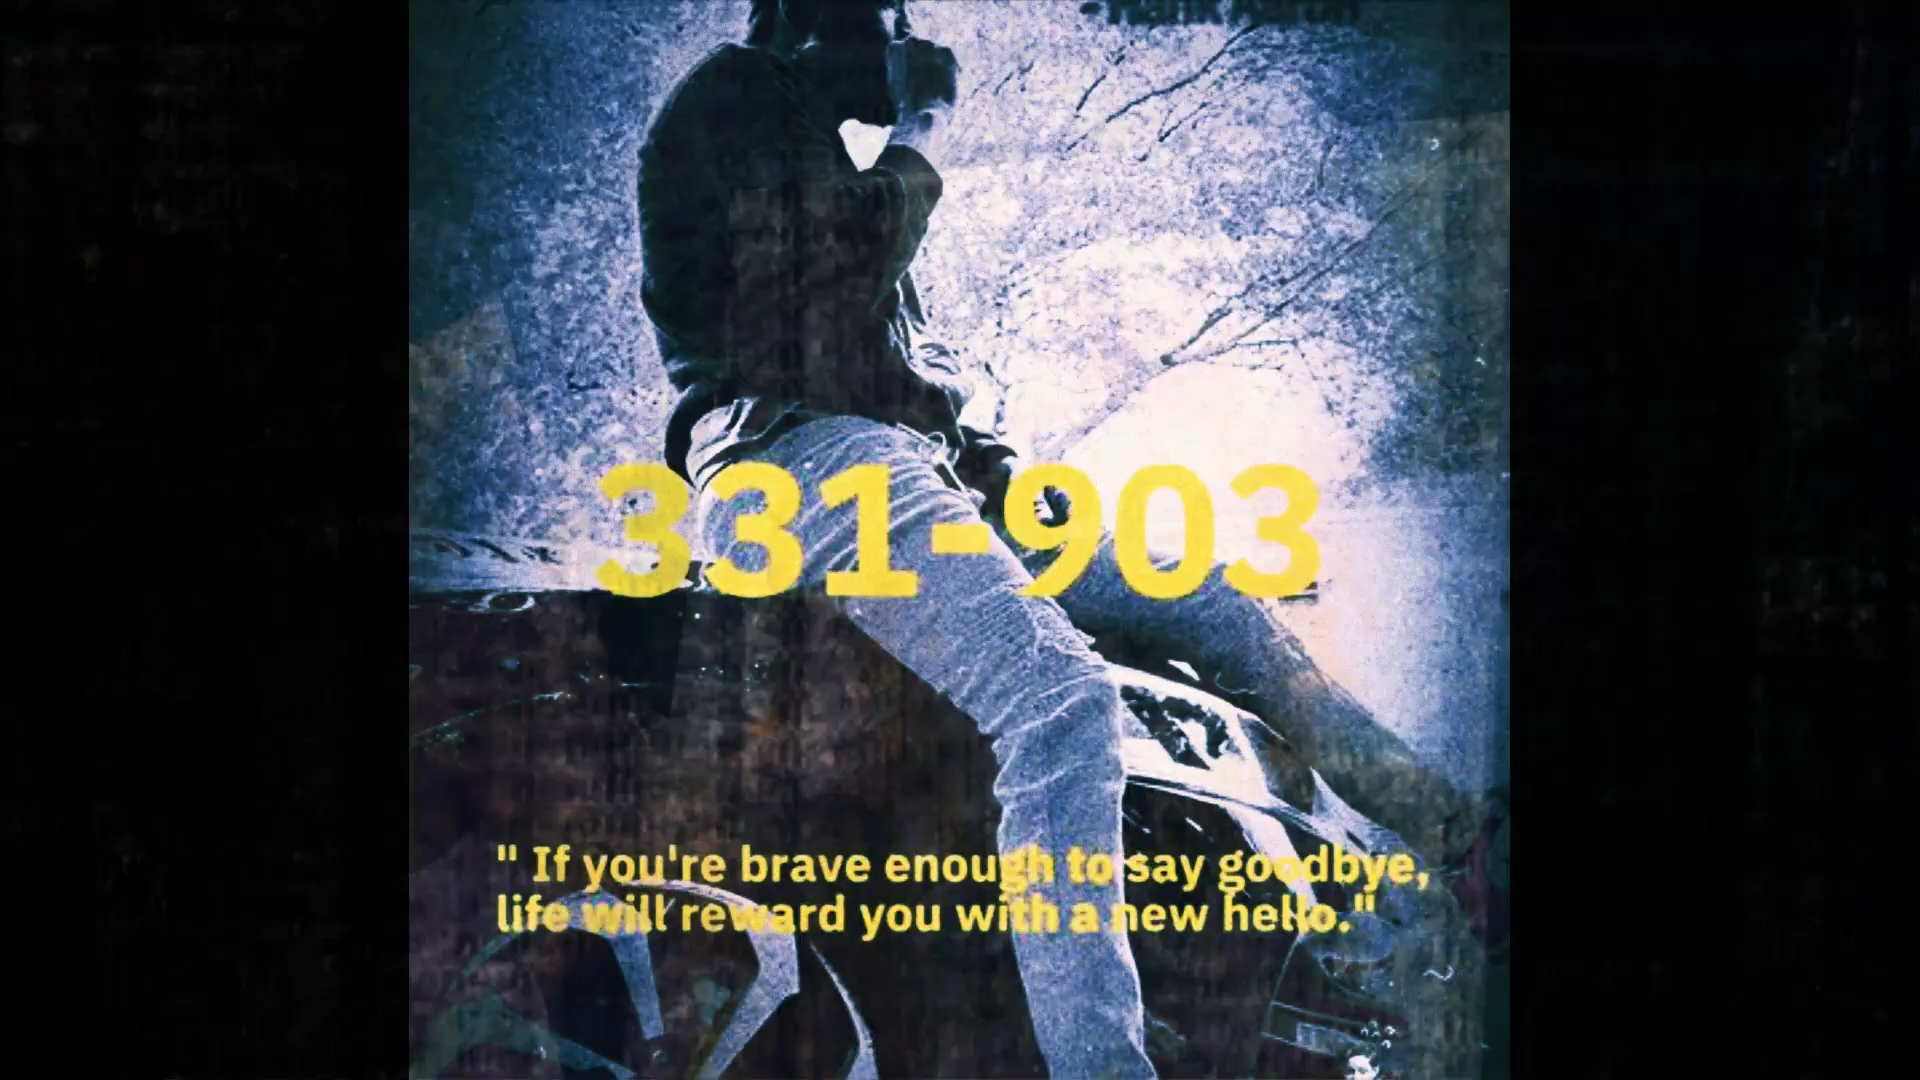 331-903
" If you're brave enough to say goodbye,
life will reward you with a new hello."